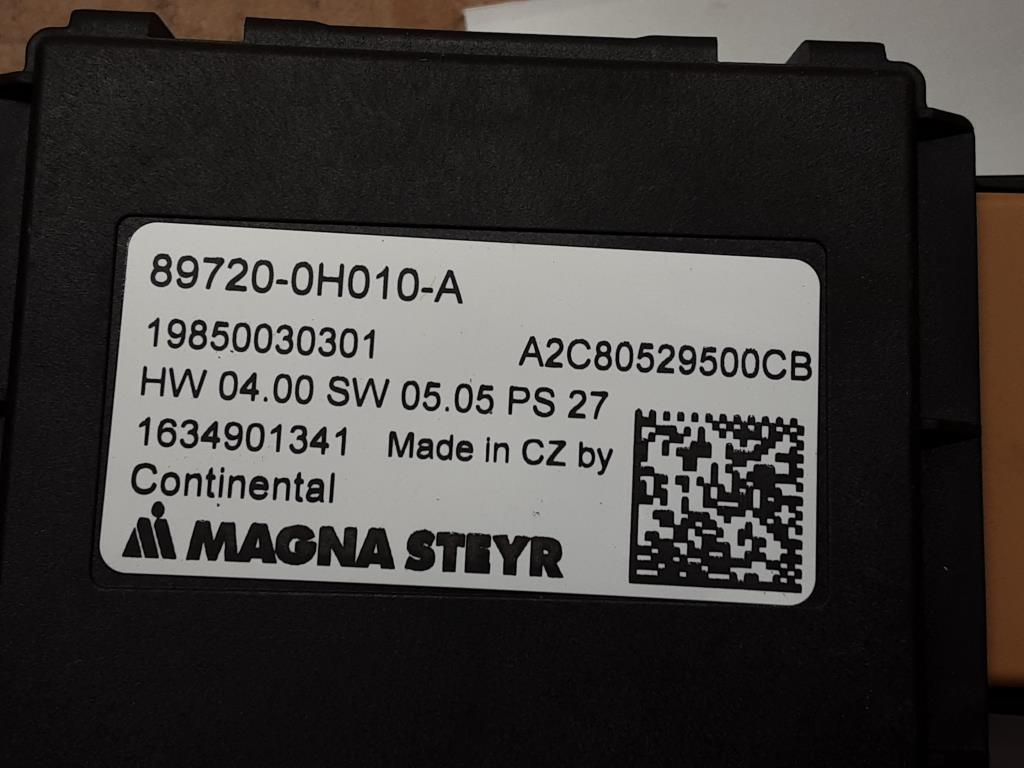 89720-0H010-A
19850030301 A2C80529500CB
HW 04.00 SW 05.05 PS 27
1634901341 Made in CZ by
Continental
MAGNA STEYR